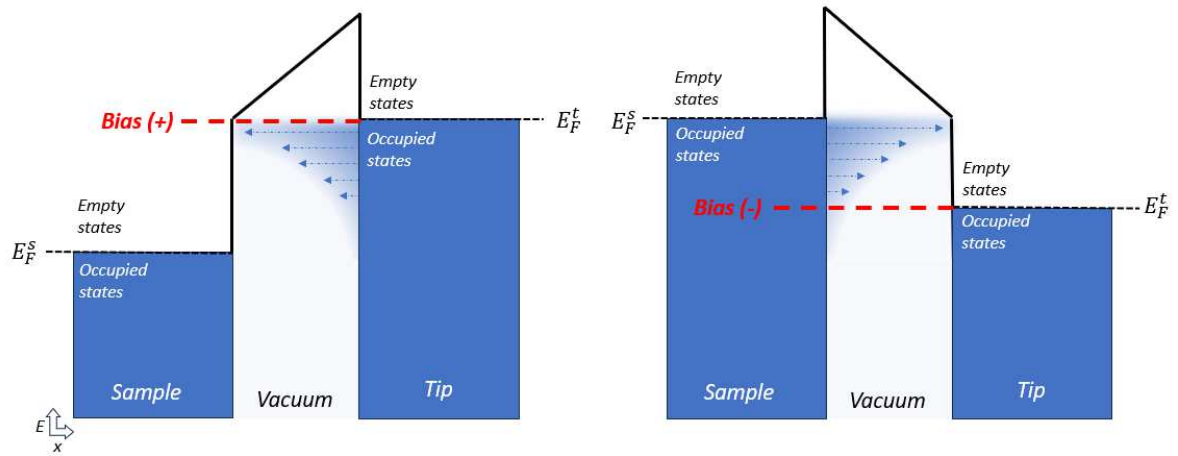 Empty
states
Bias (+)
E_F^t
Occupied
states
Empty
states
E_F^s
Occupied
states
Sample
Vacuum
Tip
E
x
Empty
states
E_F^s
Occupied
states
Empty
states
Bias (-)
E_F^t
Occupied
states
Sample
Vacuum
Tip